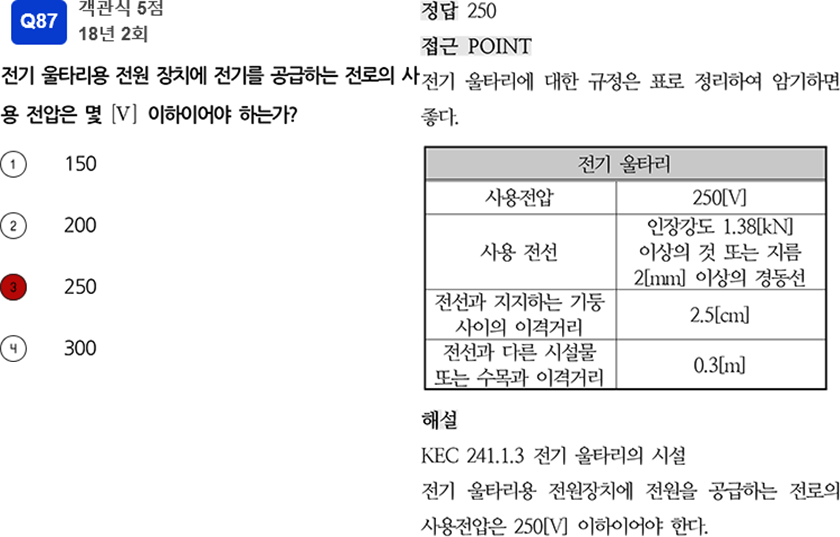 Q87
객관식 5점
18년 2회
전기 울타리용 전원 장치에 전기를 공급하는 전로의 사
용 전압은 몇 [V] 이하이어야 하는가?
1 150
2 200
3 250
4 300
정답 250
접근 POINT
전기 울타리에 대한 규정은 표로 정리하여 암기하면
좋다.
전기 울타리
사용전압 250[V]
사용 전선 인장강도 1.38[kN]
이상의 것 또는 지름
2[mm] 이상의 경동선
전선과 지지하는 기둥
사이의 이격거리 2.5[cm]
전선과 다른 시설물
또는 수목과 이격거리 0.3[m]
해설
KEC 241.1.3 전기 울타리의 시설
전기 울타리용 전원장치에 전원을 공급하는 전로의
사용전압은 250[V] 이하이어야 한다.